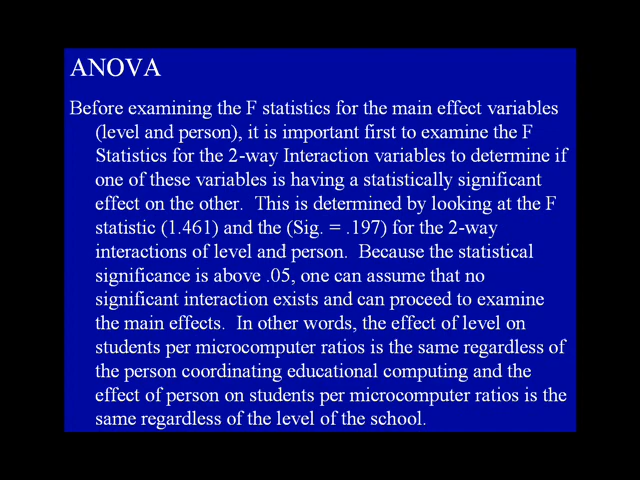 ANOVA
Before examining the F statistics for the main effect variables
(level and person), it is important first to examine the F
Statistics for the 2-way Interaction variables to determine if
one of these variables is having a statistically significant
effect on the other.  This is determined by looking at the F
statistic (1.461) and the (Sig. = .197) for the 2-way
interactions of level and person.  Because the statistical
significance is above .05, one can assume that no
significant interaction exists and can proceed to examine
the main effects.  In other words, the effect of level on
students per microcomputer ratios is the same regardless of
the person coordinating educational computing and the
effect of person on students per microcomputer ratios is the
same regardless of the level of the school.